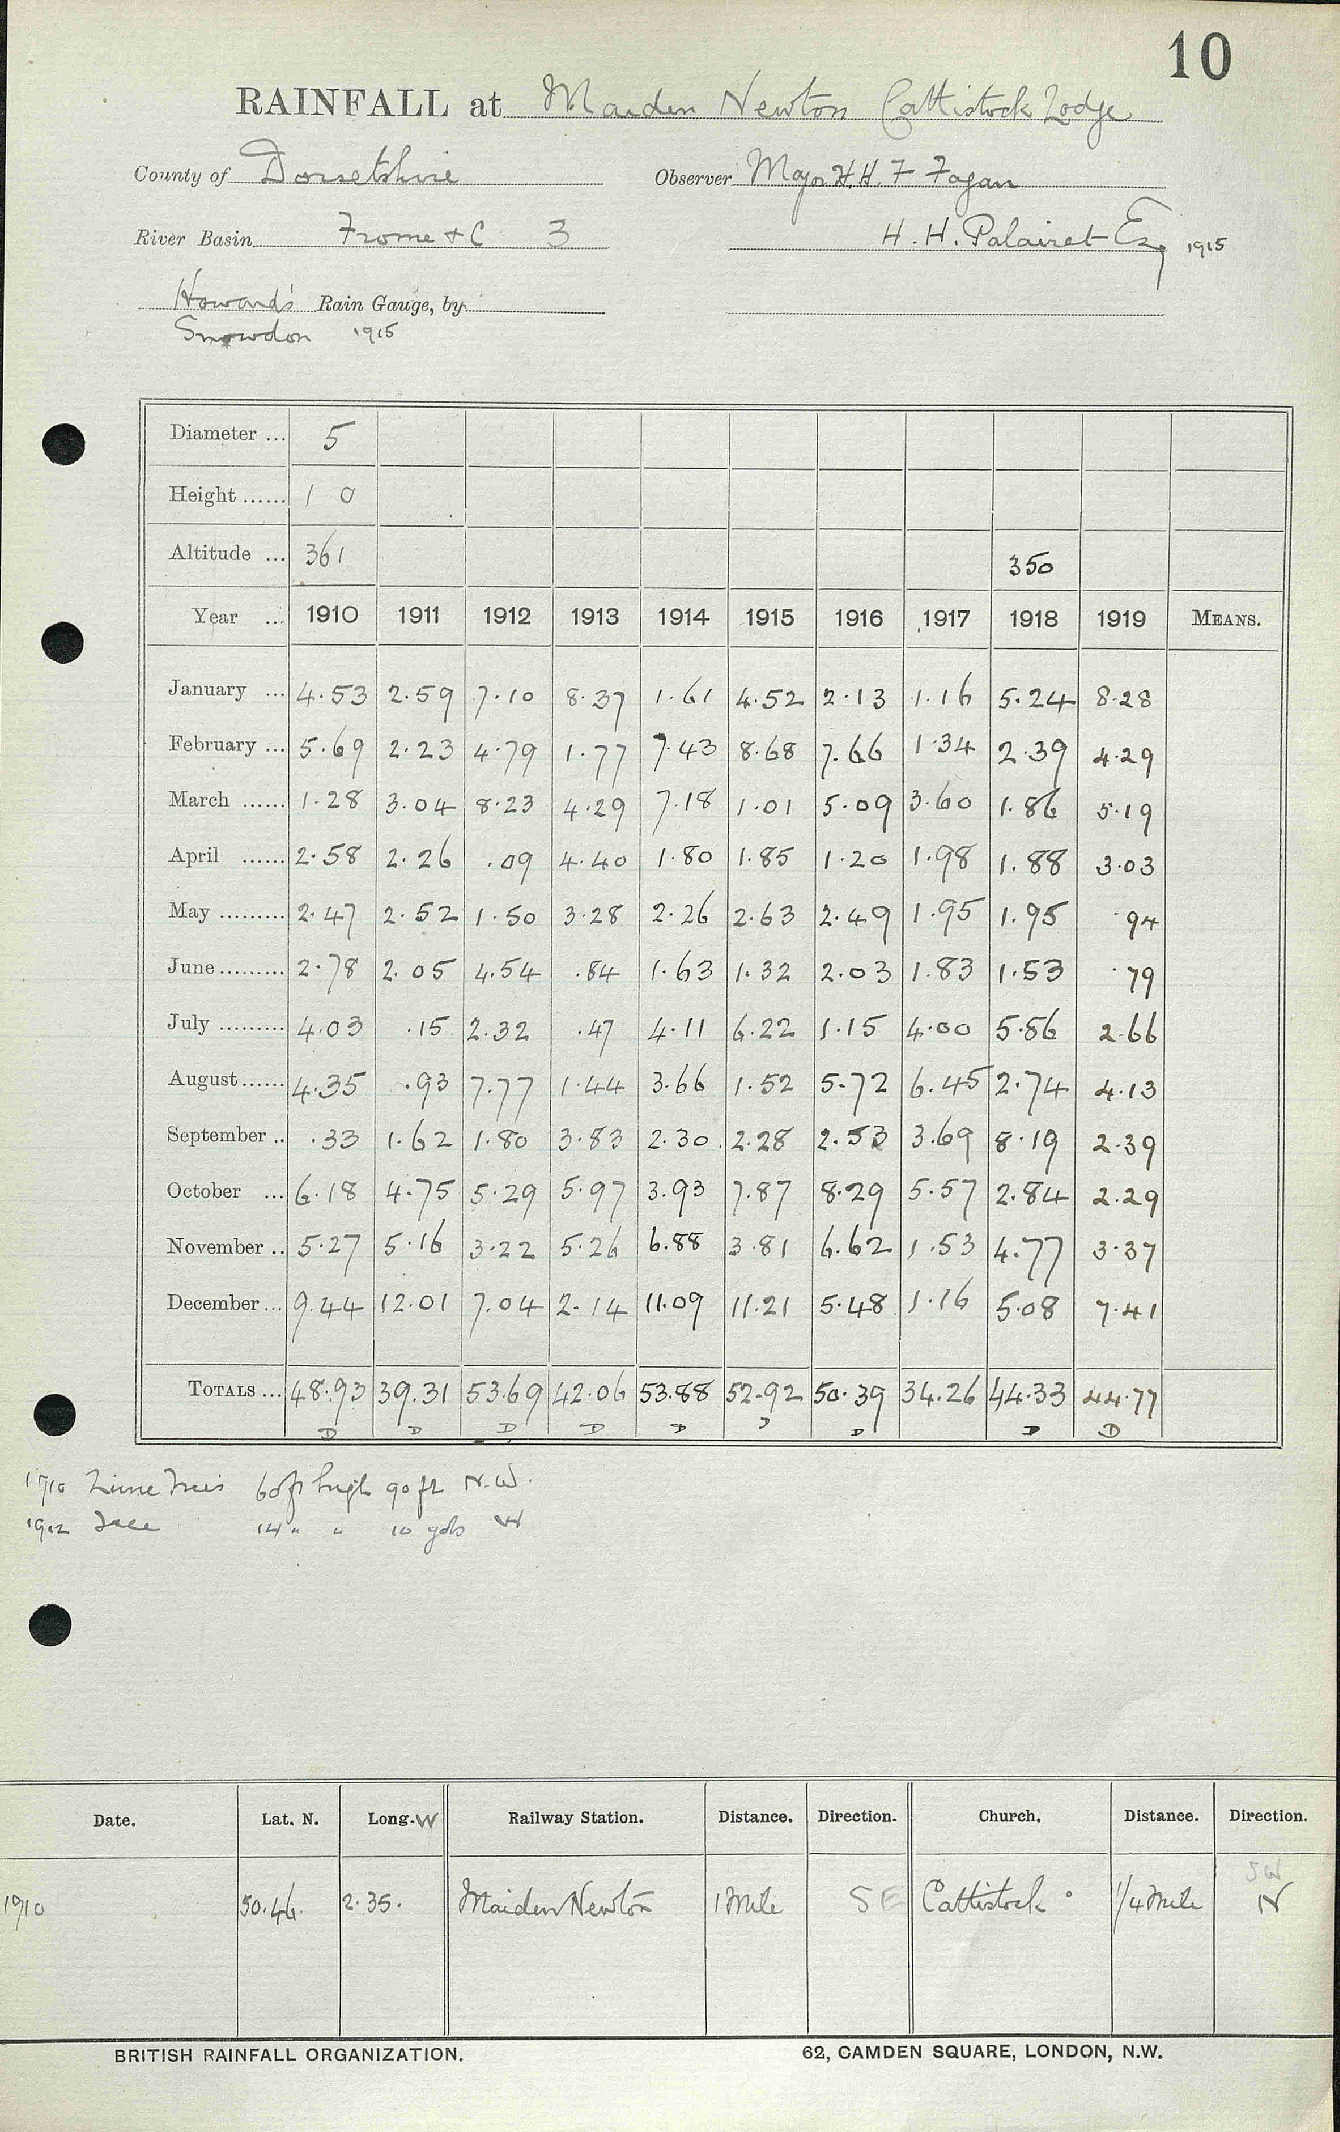 10
RAINFALL at Maiden Newton Cattistock Lodge
County of Dorsetshire Observer Major H.H. F Fagan
River Basin Frome &c 3 H. H. Palairet Esq 1915
Howard's Rain Gauge, by
Snowdon 1915
Diameter ... 5
Height ...... 1 0
Altitude ... 361 350
Year ... 1910 1911 1912 1913 1914 1915 1916 1917 1918 1919 MEANS.
January ... 4.53 2.59 7.10 8.37 1.61 4.52 2.13 1.16 5.24 8.28
February ... 5.69 2.23 4.79 1.77 7.43 8.68 7.66 1.34 2.39 4.29
March ...... 1.28 3.04 8.23 4.29 7.18 1.01 5.09 3.60 1.86 5.19
April ...... 2.58 2.26 .09 4.40 1.80 1.85 1.20 1.98 1.88 3.03
May ......... 2.47 2.52 1.50 3.28 2.26 2.63 2.49 1.95 1.95 .94
June ......... 2.78 2.05 4.54 .84 1.63 1.32 2.03 1.83 1.53 .79
July ......... 4.03 .15 2.32 .47 4.11 6.22 1.15 4.00 5.86 2.66
August ...... 4.35 .93 7.77 1.44 3.66 1.52 5.72 6.45 2.74 4.13
September .. .33 1.62 1.80 3.83 2.30 2.28 2.53 3.69 8.19 2.39
October ... 6.18 4.75 5.29 5.97 3.93 7.87 8.29 5.57 2.84 2.29
November .. 5.27 5.16 3.22 5.26 6.88 3.81 6.62 1.53 4.77 3.37
December ... 9.44 12.01 7.04 2.14 11.09 11.21 5.48 1.16 5.08 7.41
TOTALS ... 48.93 39.31 53.69 42.06 53.88 52.92 50.39 34.26 44.33 44.77
D D D D D D D D D
1910 Lime Trees 60ft high 90 ft N.W.
1912 Tree 14 " " 10 yds W
Date. Lat. N. Long. W Railway Station. Distance. Direction. Church. Distance. Direction.
SW
1910 50.46. 2.35. Maiden Newton 1 Mile SE Cattistock 1/4 Mile N
BRITISH RAINFALL ORGANIZATION. 62, CAMDEN SQUARE, LONDON, N.W.